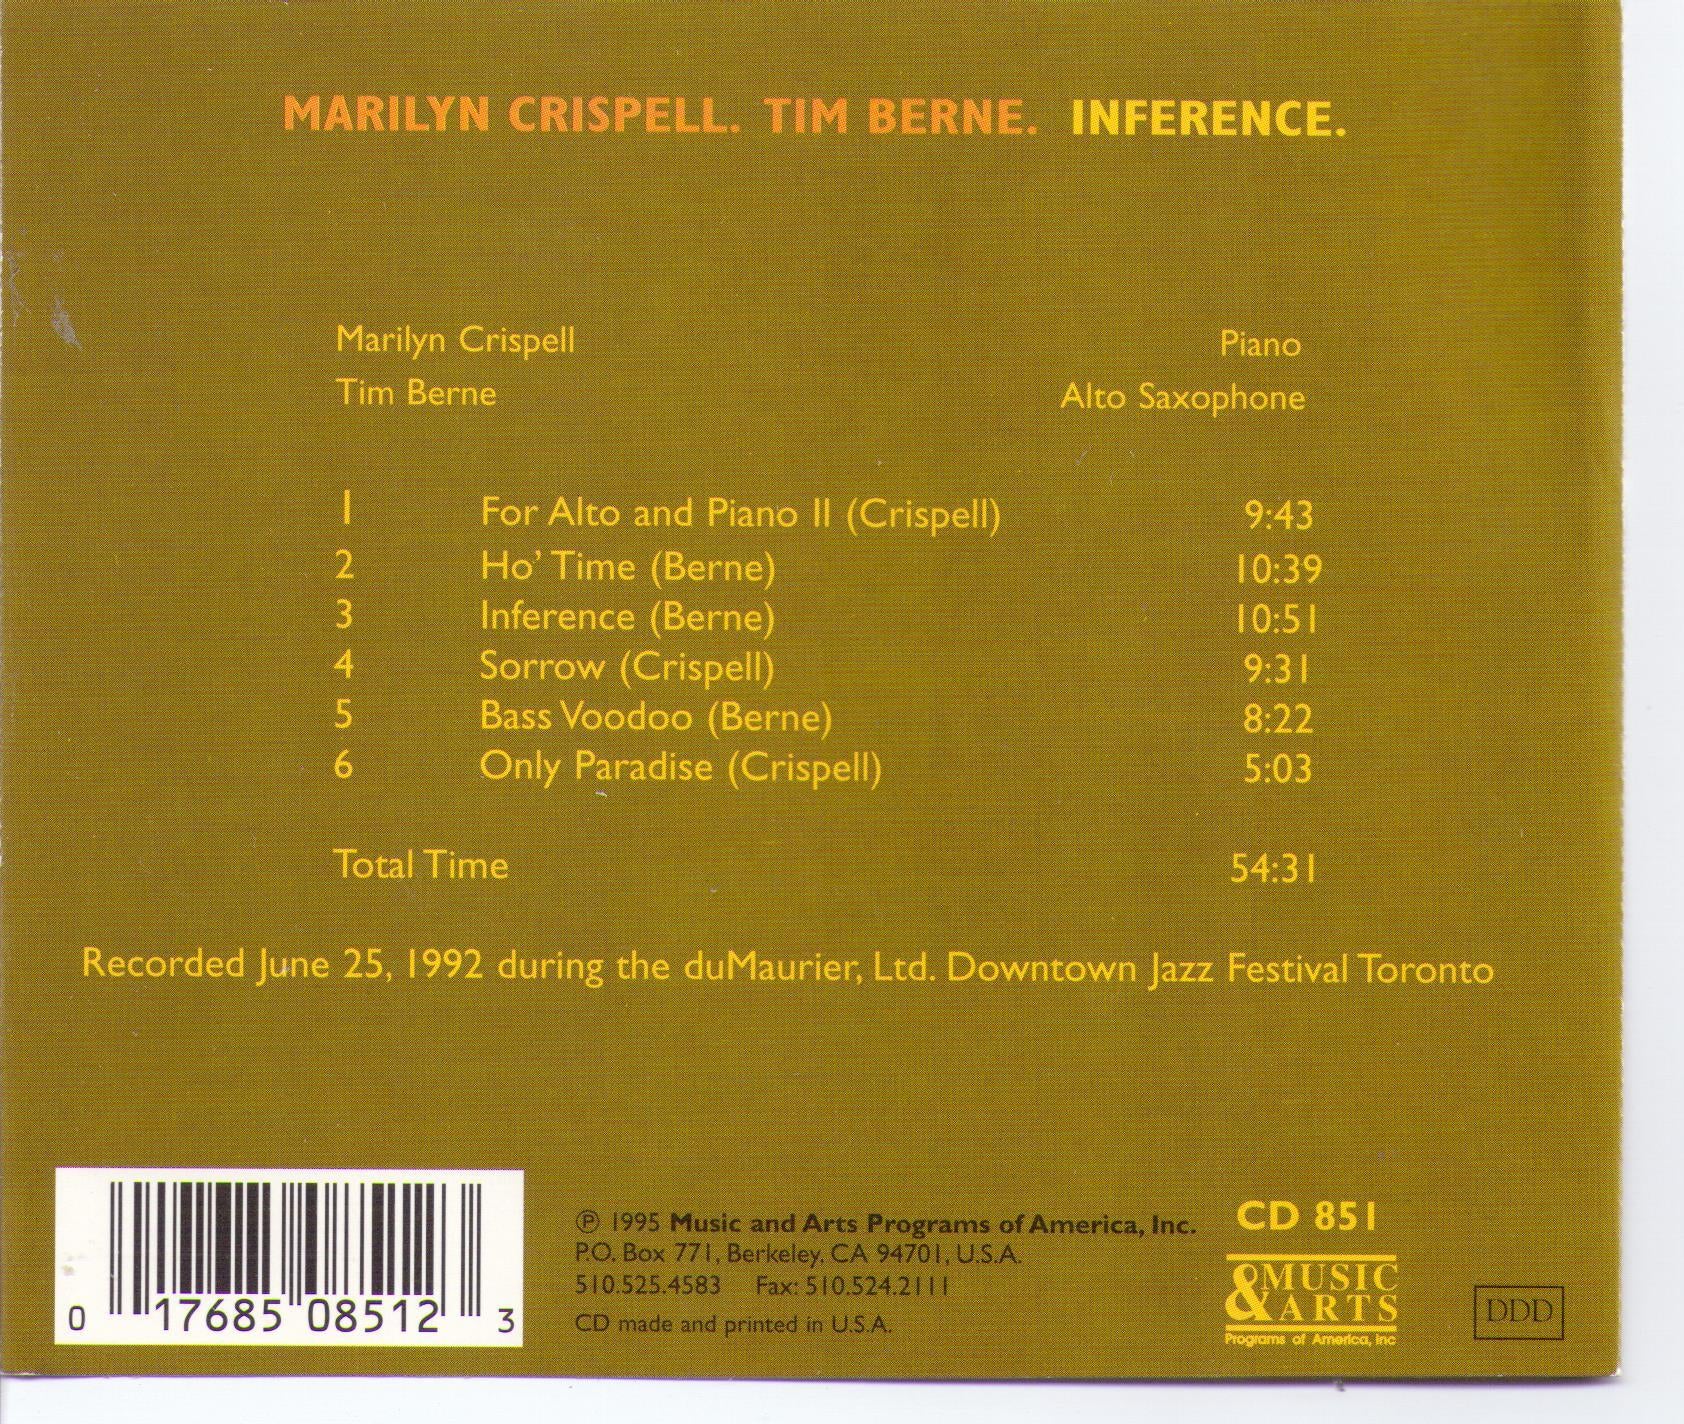 MARILYN CRISPELL. TIM BERNE. INFERENCE.
Marilyn Crispell Piano
Tim Berne Alto Saxophone
1 For Alto and Piano II (Crispell) 9:43
2 Ho' Time (Berne) 10:39
3 Inference (Berne) 10:51
4 Sorrow (Crispell) 9:31
5 Bass Voodoo (Berne) 8:22
6 Only Paradise (Crispell) 5:03
Total Time 54:31
Recorded June 25, 1992 during the duMaurier, Ltd. Downtown Jazz Festival Toronto
0 17685 08512 3
℗ 1995 Music and Arts Programs of America, Inc.
P.O. Box 771, Berkeley, CA 94701, U.S.A.
510.525.4583 Fax: 510.524.2111
CD made and printed in U.S.A.
CD 851
MUSIC
& ARTS
Programs of America, Inc
DDD